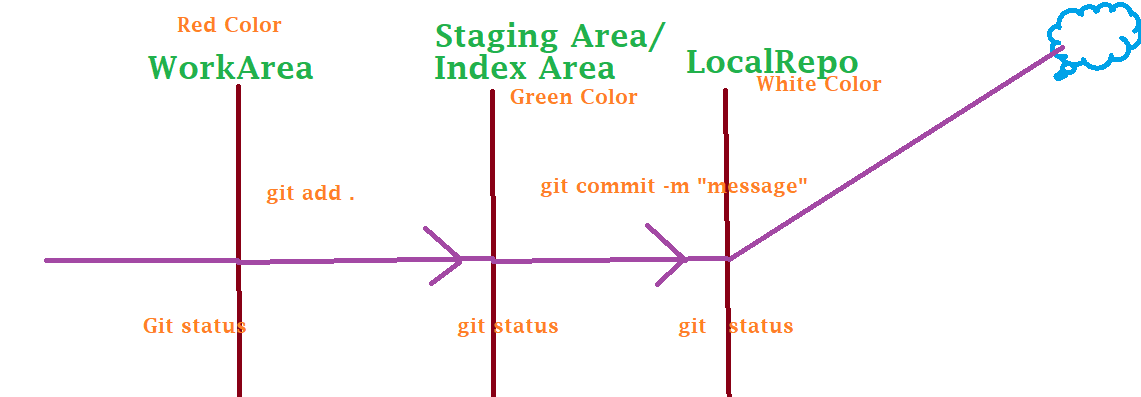 Red Color
WorkArea
Staging Area/
Index Area
Green Color
LocalRepo
White Color
git add .
git commit -m "message"
Git status
git status
git status